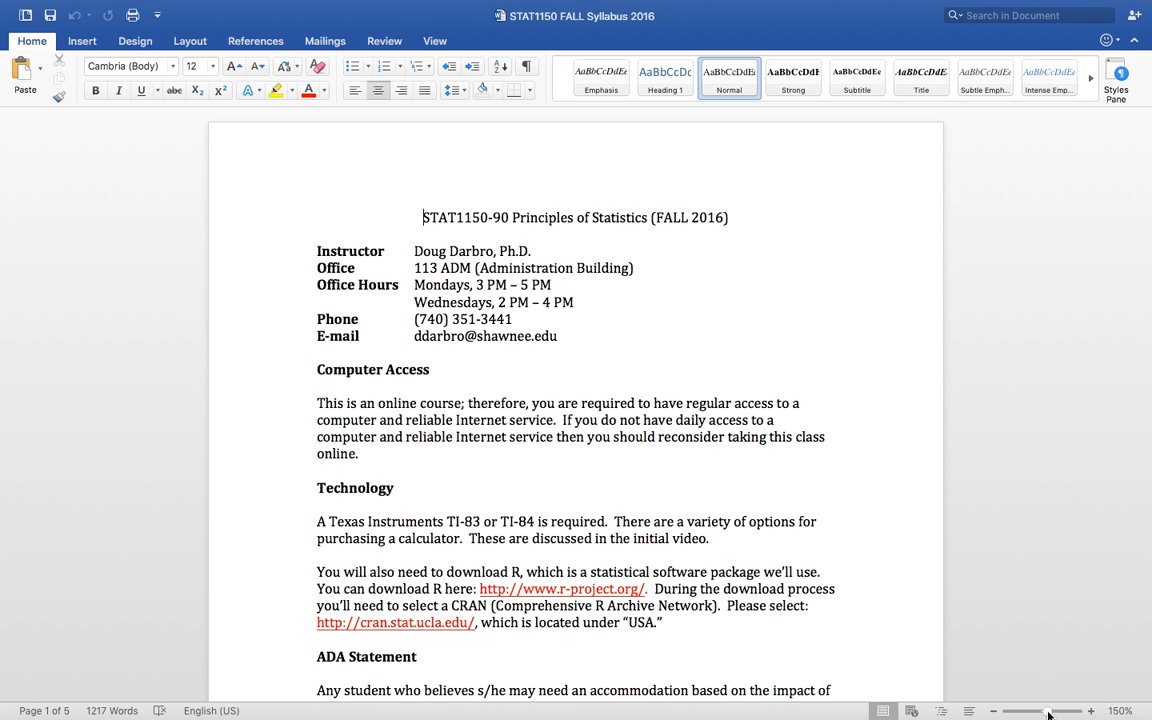 STAT1150 FALL Syllabus 2016
Search in Document
Home Insert Design Layout References Mailings Review View
Paste
Cambria (Body) 12
AaBbCcDdEe AaBbCcDc AaBbCcDdEe AaBbCcDdE AaBbCcDdEe AaBbCcDdE AaBbCcDdEe AaBbCcDdEe
Emphasis Heading 1 Normal Strong Subtitle Title Subtle Emph... Intense Emp...
Styles
Pane
STAT1150-90 Principles of Statistics (FALL 2016)
Instructor Doug Darbro, Ph.D.
Office 113 ADM (Administration Building)
Office Hours Mondays, 3 PM – 5 PM
Wednesdays, 2 PM – 4 PM
Phone (740) 351-3441
E-mail ddarbro@shawnee.edu
Computer Access
This is an online course; therefore, you are required to have regular access to a
computer and reliable Internet service. If you do not have daily access to a
computer and reliable Internet service then you should reconsider taking this class
online.
Technology
A Texas Instruments TI-83 or TI-84 is required. There are a variety of options for
purchasing a calculator. These are discussed in the initial video.
You will also need to download R, which is a statistical software package we'll use.
You can download R here: http://www.r-project.org/. During the download process
you'll need to select a CRAN (Comprehensive R Archive Network). Please select:
http://cran.stat.ucla.edu/, which is located under “USA.”
ADA Statement
Any student who believes s/he may need an accommodation based on the impact of
Page 1 of 5 1217 Words English (US) 150%